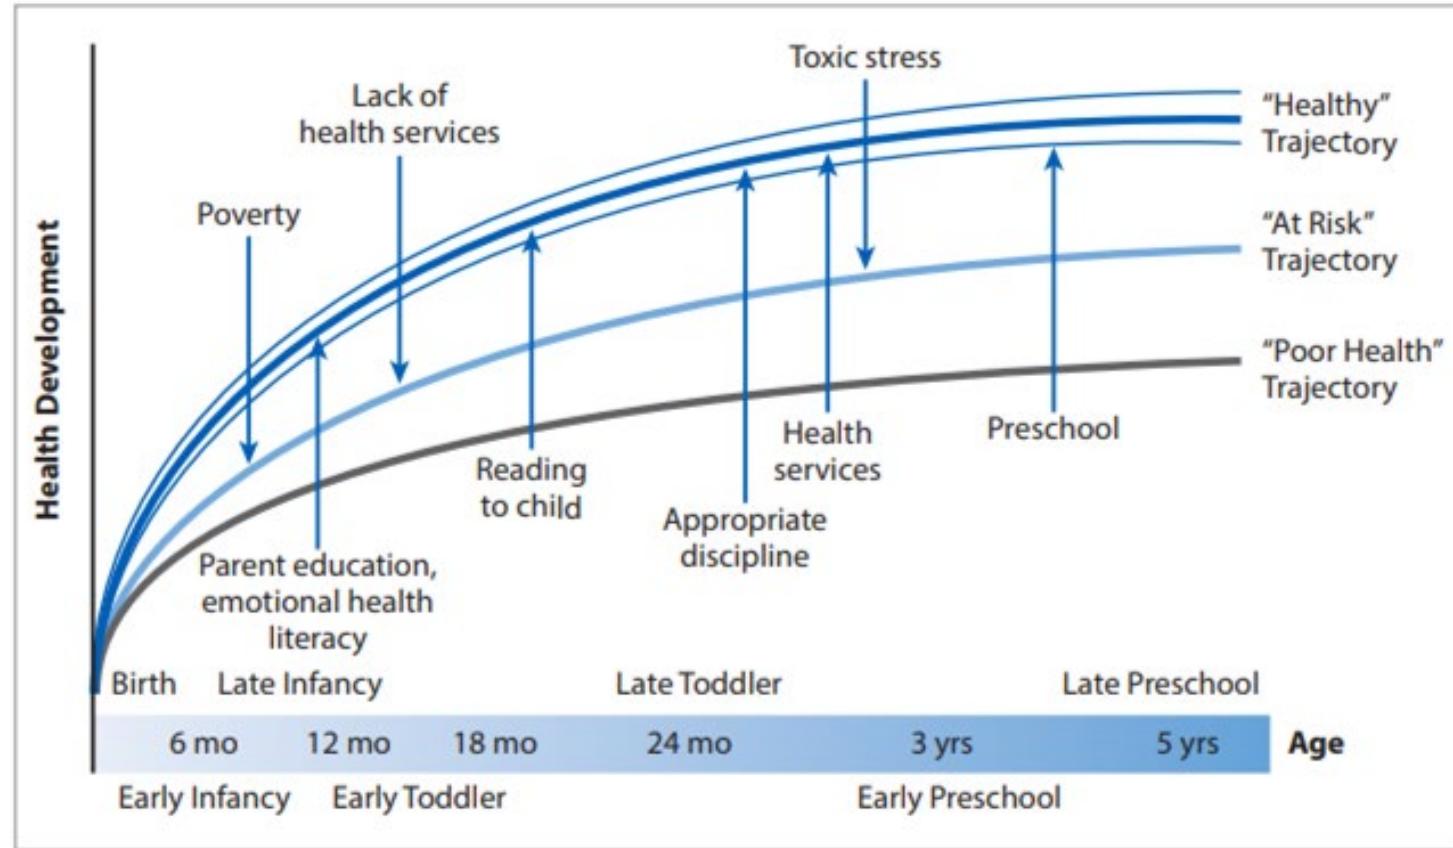 Toxic stress
Lack of
health services
Poverty
"Healthy"
Trajectory
"At Risk"
Trajectory
"Poor Health"
Trajectory
Health Development
Preschool
Health
services
Reading
to child
Appropriate
discipline
Parent education,
emotional health
literacy
Birth Late Infancy Late Toddler Late Preschool
6 mo 12 mo 18 mo 24 mo 3 yrs 5 yrs Age
Early Infancy Early Toddler Early Preschool